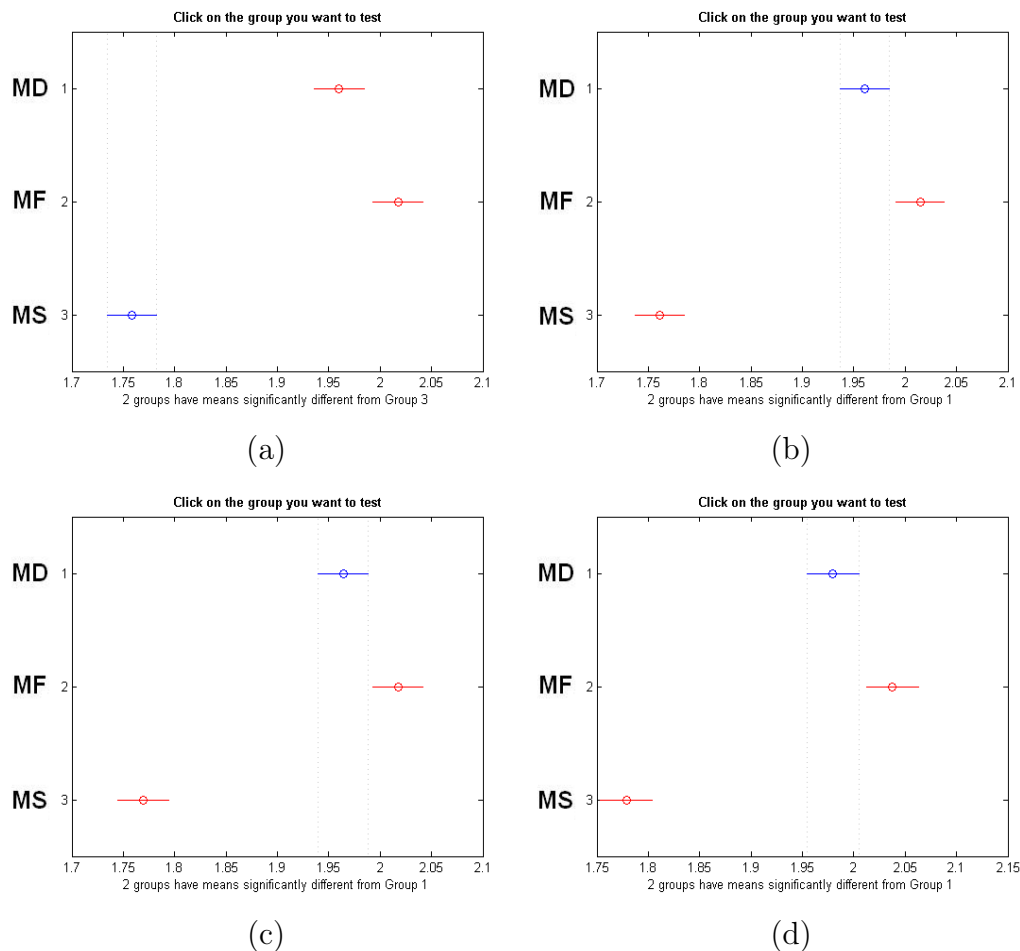 Click on the group you want to test
MD 1
MF 2
MS 3
1.7 1.75 1.8 1.85 1.9 1.95 2 2.05 2.1
2 groups have means significantly different from Group 3
(a)
Click on the group you want to test
MD 1
MF 2
MS 3
1.7 1.75 1.8 1.85 1.9 1.95 2 2.05 2.1
2 groups have means significantly different from Group 1
(b)
Click on the group you want to test
MD 1
MF 2
MS 3
1.7 1.75 1.8 1.85 1.9 1.95 2 2.05 2.1
2 groups have means significantly different from Group 1
(c)
Click on the group you want to test
MD 1
MF 2
MS 3
1.75 1.8 1.85 1.9 1.95 2 2.05 2.1 2.15
2 groups have means significantly different from Group 1
(d)